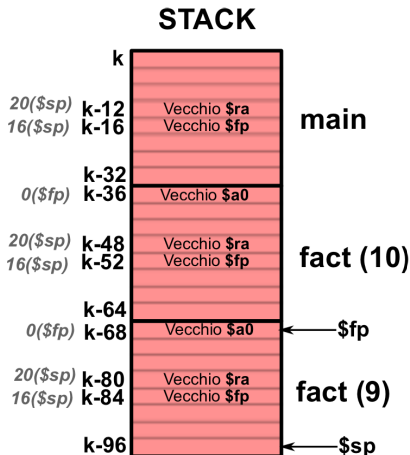 STACK
k
20($sp) k-12 Vecchio $ra
16($sp) k-16 Vecchio $fp
main
k-32
0($fp) k-36 Vecchio $a0
20($sp) k-48 Vecchio $ra
16($sp) k-52 Vecchio $fp
fact (10)
k-64
0($fp) k-68 Vecchio $a0 $fp
20($sp) k-80 Vecchio $ra
16($sp) k-84 Vecchio $fp
fact (9)
k-96 $sp